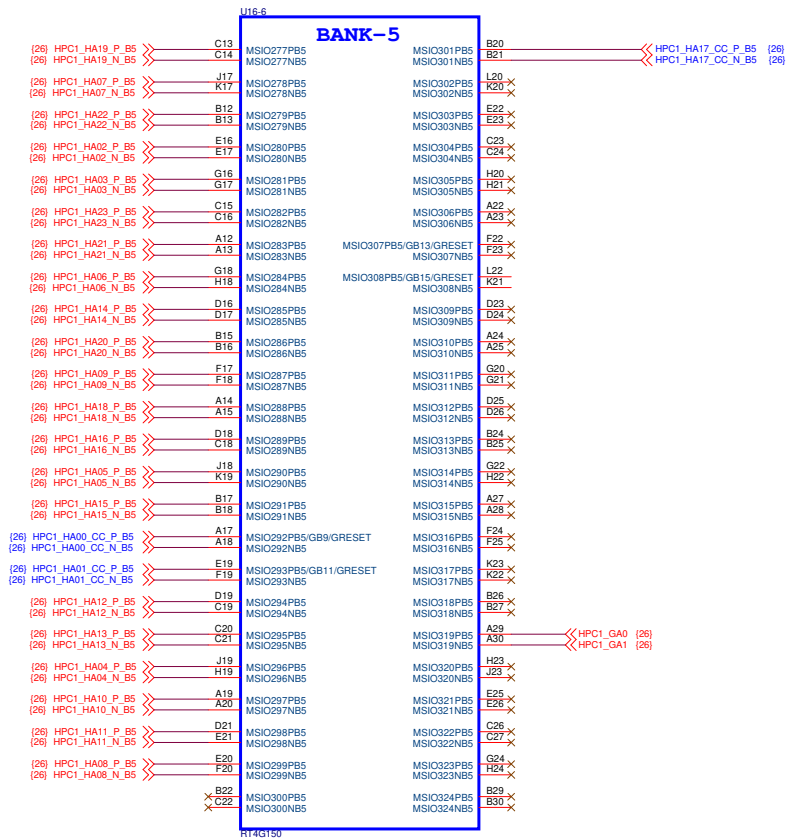 U16-6
BANK-5
{26} HPC1_HA19_P_B5 C13 MSIO277PB5 MSIO301PB5 B20 HPC1_HA17_CC_P_B5 {26}
{26} HPC1_HA19_N_B5 C14 MSIO277NB5 MSIO301NB5 B21 HPC1_HA17_CC_N_B5 {26}
{26} HPC1_HA07_P_B5 J17 MSIO278PB5 MSIO302PB5 L20
{26} HPC1_HA07_N_B5 K17 MSIO278NB5 MSIO302NB5 K20
{26} HPC1_HA22_P_B5 B12 MSIO279PB5 MSIO303PB5 E22
{26} HPC1_HA22_N_B5 B13 MSIO279NB5 MSIO303NB5 E23
{26} HPC1_HA02_P_B5 E16 MSIO280PB5 MSIO304PB5 C23
{26} HPC1_HA02_N_B5 E17 MSIO280NB5 MSIO304NB5 C24
{26} HPC1_HA03_P_B5 G16 MSIO281PB5 MSIO305PB5 H20
{26} HPC1_HA03_N_B5 G17 MSIO281NB5 MSIO305NB5 H21
{26} HPC1_HA23_P_B5 C15 MSIO282PB5 MSIO306PB5 A22
{26} HPC1_HA23_N_B5 C16 MSIO282NB5 MSIO306NB5 A23
{26} HPC1_HA21_P_B5 A12 MSIO283PB5 MSIO307PB5/GB13/GRESET F22
{26} HPC1_HA21_N_B5 A13 MSIO283NB5 MSIO307NB5 F23
{26} HPC1_HA06_P_B5 G18 MSIO284PB5 MSIO308PB5/GB15/GRESET L22
{26} HPC1_HA06_N_B5 H18 MSIO284NB5 MSIO308NB5 K21
{26} HPC1_HA14_P_B5 D16 MSIO285PB5 MSIO309PB5 D23
{26} HPC1_HA14_N_B5 D17 MSIO285NB5 MSIO309NB5 D24
{26} HPC1_HA20_P_B5 B15 MSIO286PB5 MSIO310PB5 A24
{26} HPC1_HA20_N_B5 B16 MSIO286NB5 MSIO310NB5 A25
{26} HPC1_HA09_P_B5 F17 MSIO287PB5 MSIO311PB5 G20
{26} HPC1_HA09_N_B5 F18 MSIO287NB5 MSIO311NB5 G21
{26} HPC1_HA18_P_B5 A14 MSIO288PB5 MSIO312PB5 D25
{26} HPC1_HA18_N_B5 A15 MSIO288NB5 MSIO312NB5 D26
{26} HPC1_HA16_P_B5 D18 MSIO289PB5 MSIO313PB5 B24
{26} HPC1_HA16_N_B5 C18 MSIO289NB5 MSIO313NB5 B25
{26} HPC1_HA05_P_B5 J18 MSIO290PB5 MSIO314PB5 G22
{26} HPC1_HA05_N_B5 K19 MSIO290NB5 MSIO314NB5 H22
{26} HPC1_HA15_P_B5 B17 MSIO291PB5 MSIO315PB5 A27
{26} HPC1_HA15_N_B5 B18 MSIO291NB5 MSIO315NB5 A28
{26} HPC1_HA00_CC_P_B5 A17 MSIO292PB5/GB9/GRESET MSIO316PB5 F24
{26} HPC1_HA00_CC_N_B5 A18 MSIO292NB5 MSIO316NB5 F25
{26} HPC1_HA01_CC_P_B5 E19 MSIO293PB5/GB11/GRESET MSIO317PB5 K23
{26} HPC1_HA01_CC_N_B5 F19 MSIO293NB5 MSIO317NB5 K22
{26} HPC1_HA12_P_B5 D19 MSIO294PB5 MSIO318PB5 B26
{26} HPC1_HA12_N_B5 C19 MSIO294NB5 MSIO318NB5 B27
{26} HPC1_HA13_P_B5 C20 MSIO295PB5 MSIO319PB5 A29 HPC1_GA0 {26}
{26} HPC1_HA13_N_B5 C21 MSIO295NB5 MSIO319NB5 A30 HPC1_GA1 {26}
{26} HPC1_HA04_P_B5 J19 MSIO296PB5 MSIO320PB5 H23
{26} HPC1_HA04_N_B5 H19 MSIO296NB5 MSIO320NB5 J23
{26} HPC1_HA10_P_B5 A19 MSIO297PB5 MSIO321PB5 E25
{26} HPC1_HA10_N_B5 A20 MSIO297NB5 MSIO321NB5 E26
{26} HPC1_HA11_P_B5 D21 MSIO298PB5 MSIO322PB5 C26
{26} HPC1_HA11_N_B5 E21 MSIO298NB5 MSIO322NB5 C27
{26} HPC1_HA08_P_B5 E20 MSIO299PB5 MSIO323PB5 G24
{26} HPC1_HA08_N_B5 F20 MSIO299NB5 MSIO323NB5 H24
B22 MSIO300PB5 MSIO324PB5 B29
C22 MSIO300NB5 MSIO324NB5 B30
RT4G150